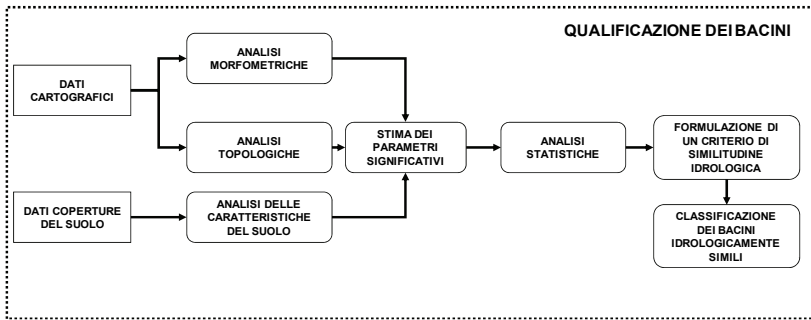 QUALIFICAZIONE DEI BACINI
DATI
CARTOGRAFICI
ANALISI
MORFOMETRICHE
ANALISI
TOPOLOGICHE
STIMA DEI
PARAMETRI
SIGNIFICATIVI
ANALISI
STATISTICHE
FORMULAZIONE DI
UN CRITERIO DI
SIMILITUDINE
IDROLOGICA
DATI COPERTURE
DEL SUOLO
ANALISI DELLE
CARATTERISTICHE
DEL SUOLO
CLASSIFICAZIONE
DEI BACINI
IDROLOGICAMENTE
SIMILI